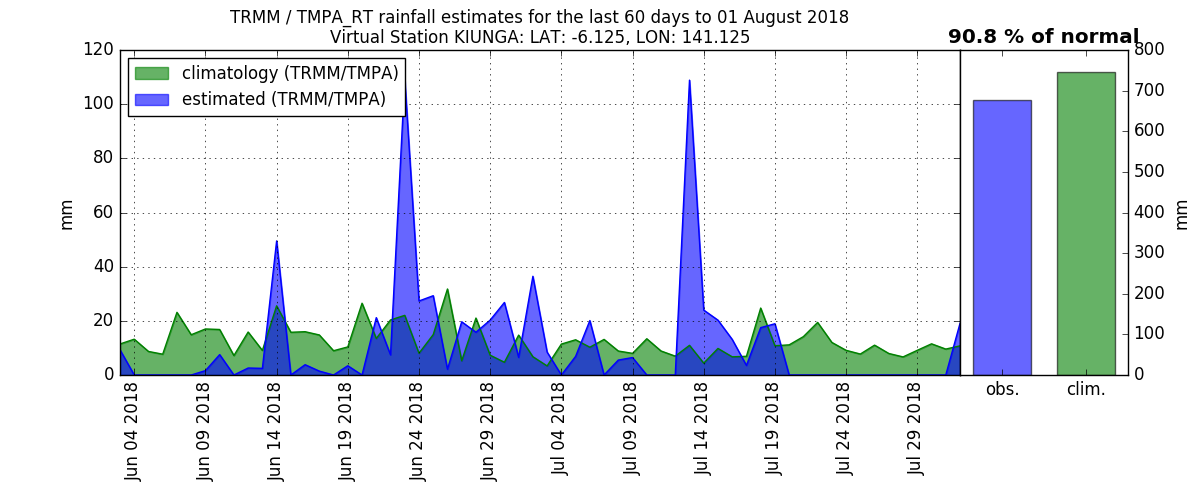 TRMM / TMPA_RT rainfall estimates for the last 60 days to 01 August 2018
Virtual Station KIUNGA: LAT: -6.125, LON: 141.125
90.8 % of normal
climatology (TRMM/TMPA)
estimated (TRMM/TMPA)
mm
120
100
80
60
40
20
0
Jun 04 2018
Jun 09 2018
Jun 14 2018
Jun 19 2018
Jun 24 2018
Jun 29 2018
Jul 04 2018
Jul 09 2018
Jul 14 2018
Jul 19 2018
Jul 24 2018
Jul 29 2018
obs.
clim.
800
700
600
500
400
300
200
100
0
mm